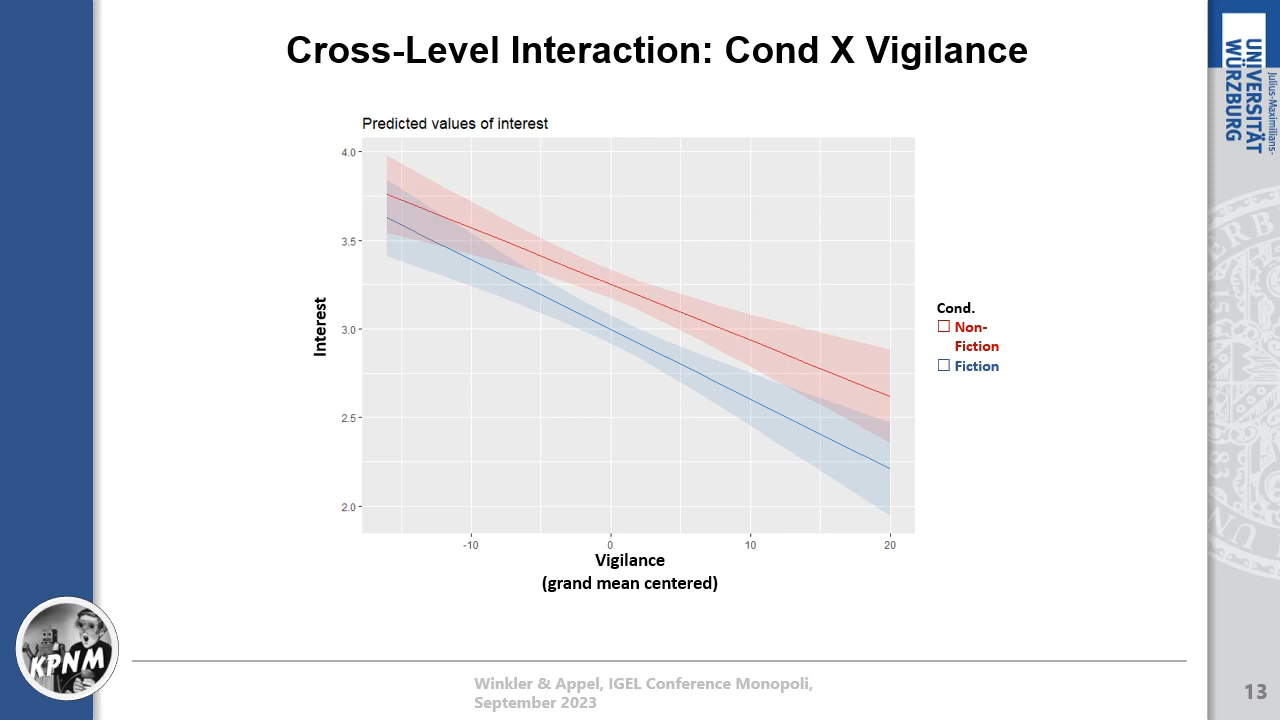 Cross-Level Interaction: Cond X Vigilance
Predicted values of interest
4.0
3.5
3.0
2.5
2.0
Interest
-10
0
10
20
Vigilance
(grand mean centered)
Cond.
Non-
Fiction
Fiction
Julius-Maximilians-
UNIVERSITÄT
WÜRZBURG
KPNM
Winkler & Appel, IGEL Conference Monopoli,
September 2023
13